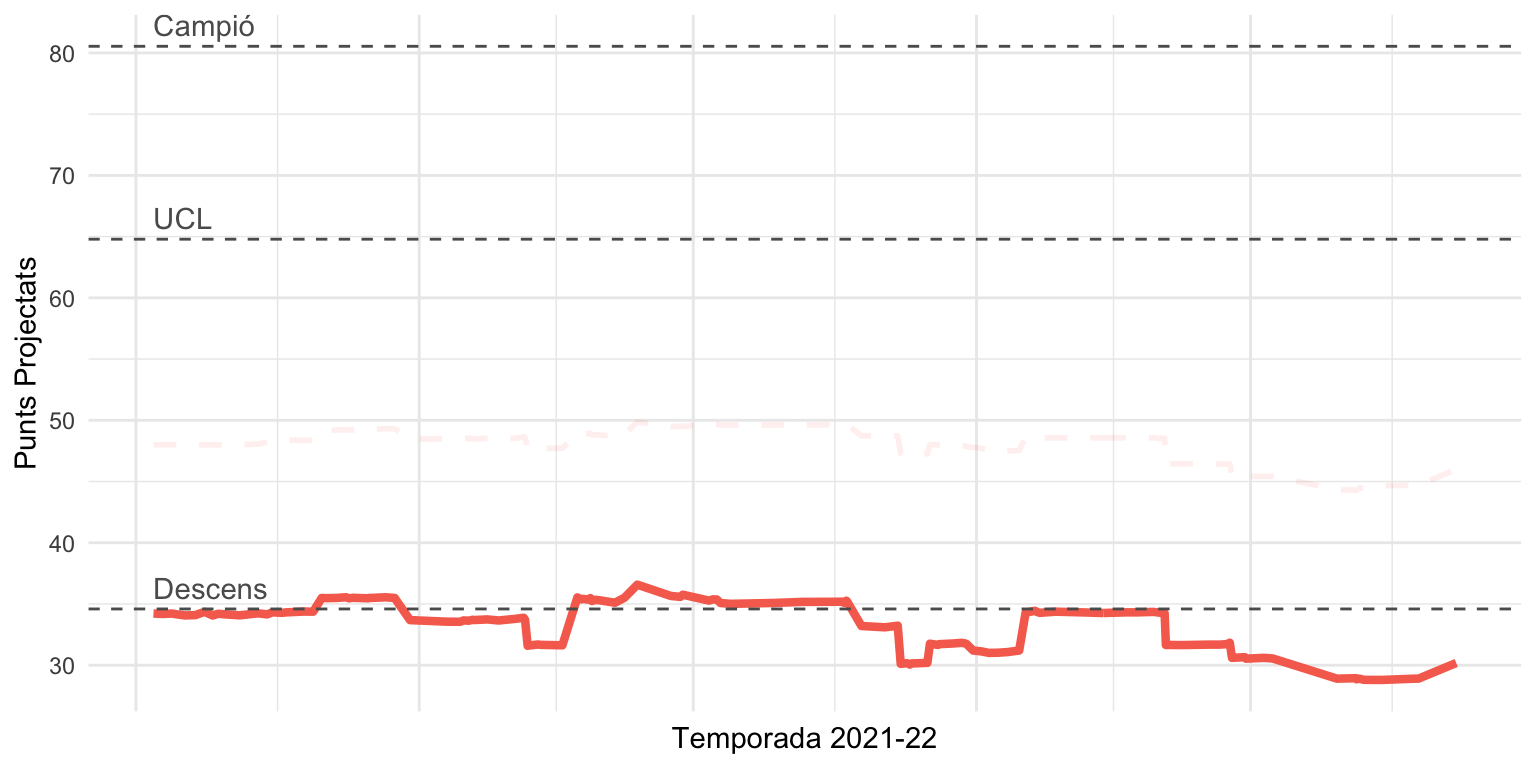 Campió
80
70
UCL
60
Punts Projectats
50
40
Descens
30
Temporada 2021-22